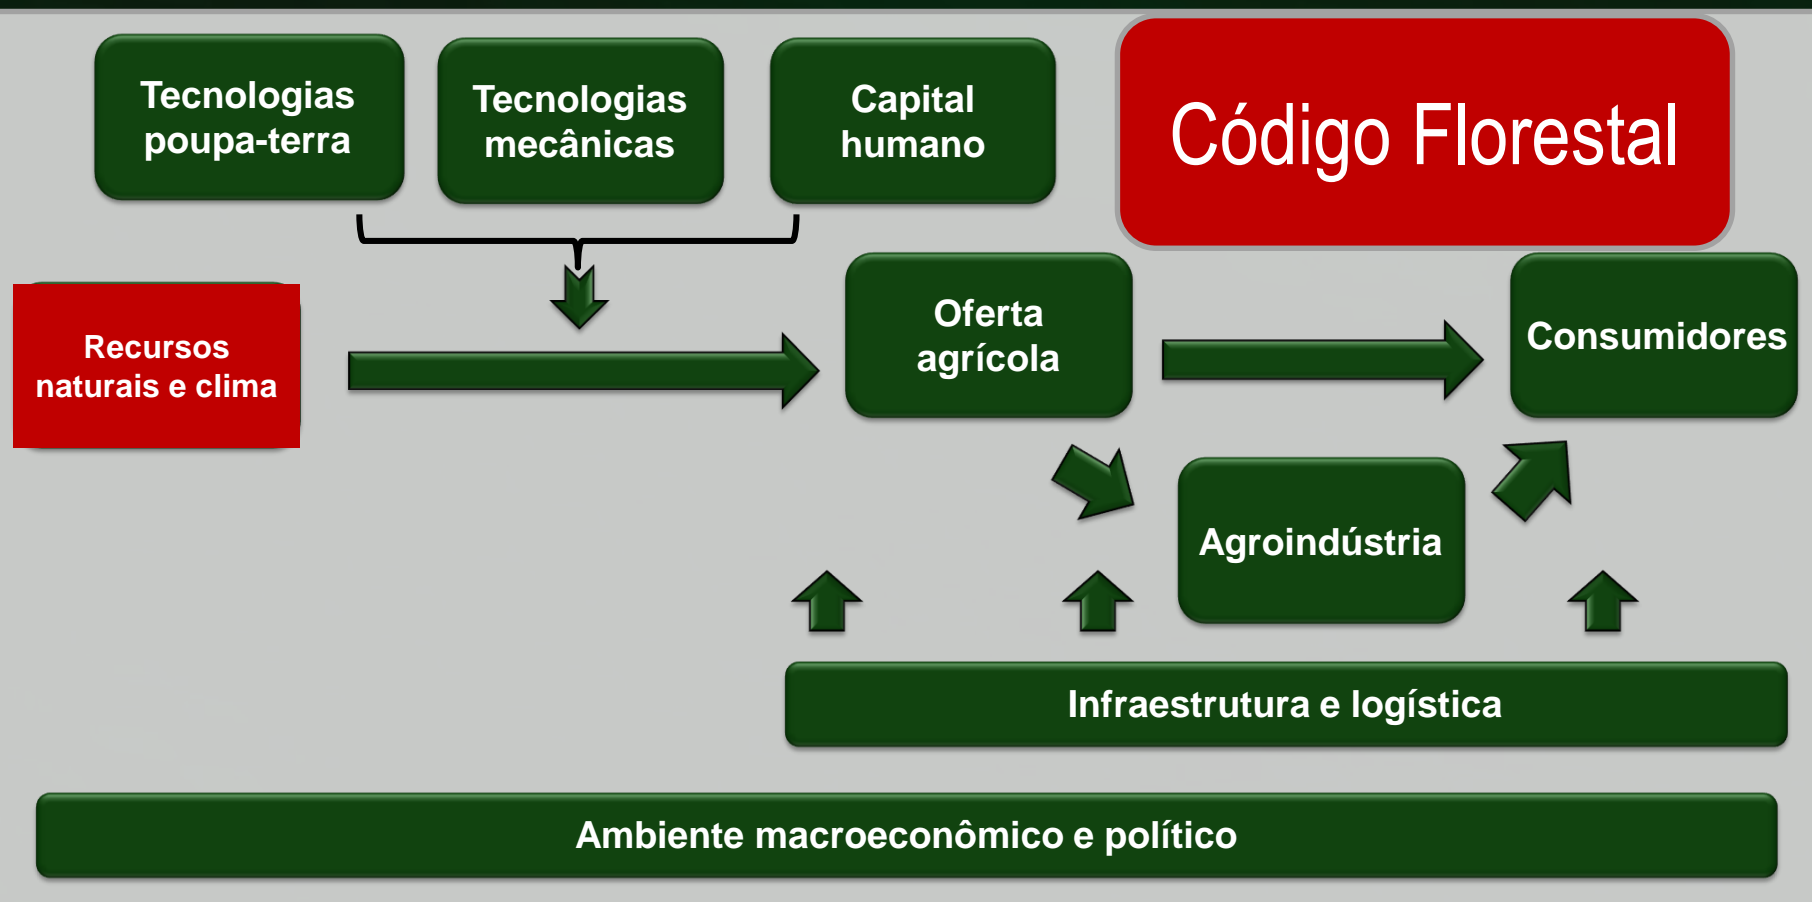 Tecnologias
poupa-terra
Tecnologias
mecânicas
Capital
humano
Código Florestal
Recursos
naturais e clima
Oferta
agrícola
Consumidores
Agroindústria
Infraestrutura e logística
Ambiente macroeconômico e político